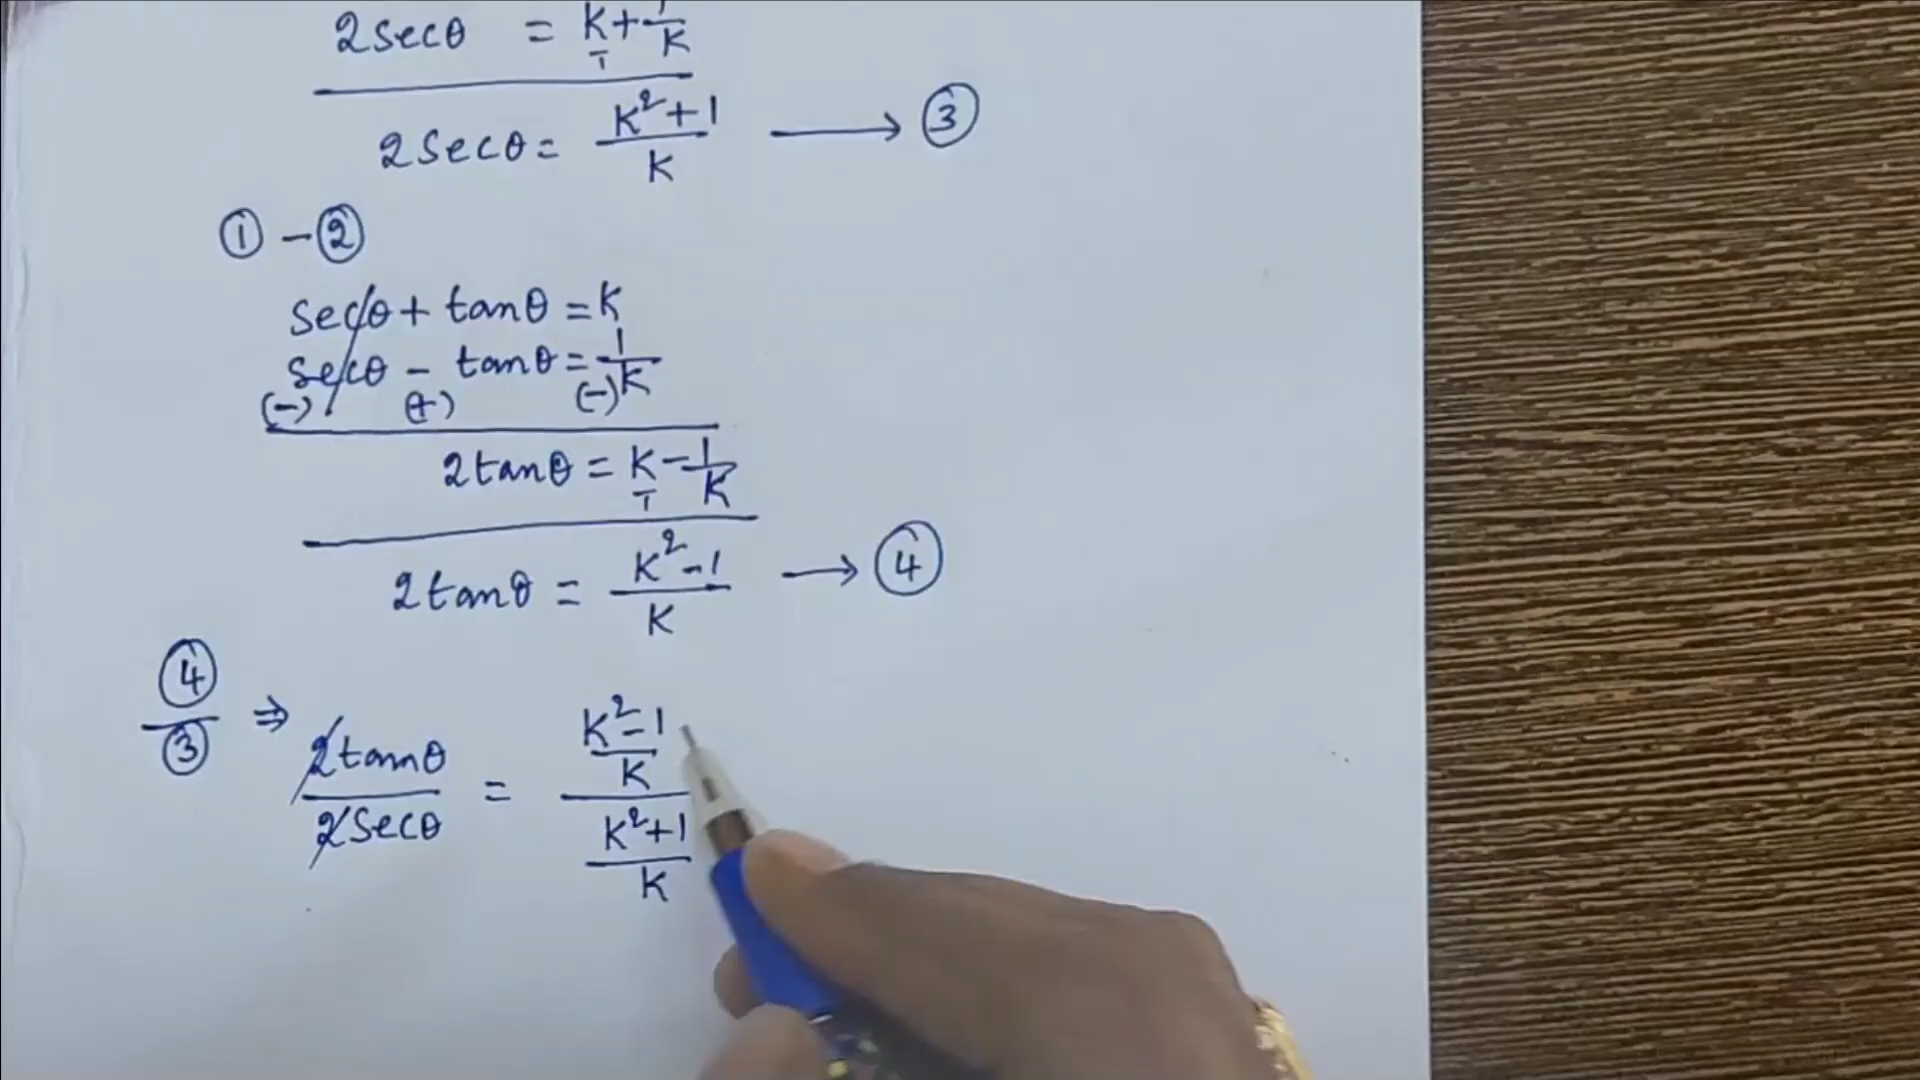 2secθ = K+1/K
T
2secθ = K²+1/K → ③
① - ②
secθ + tanθ = K
secθ - tanθ = 1/K
(-) (+) (-)
2tanθ = K - 1/K
T
2tanθ = K²-1/K → ④
④/③ ⇒ 2tanθ/2secθ = K²-1/K / K²+1/K